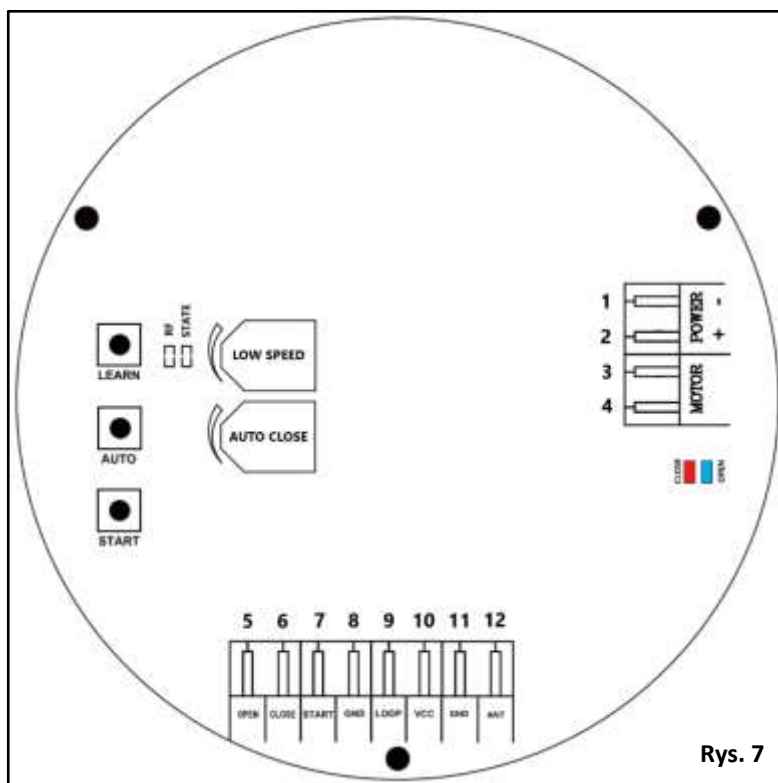 RF
STATE
LEARN
LOW SPEED
AUTO
AUTO CLOSE
START
1
2
3
4
POWER
-
+
MOTOR
CLOSE
OPEN
5 6 7 8 9 10 11 12
OPEN CLOSE START GND LOOP VCC GND ANT
Rys. 7